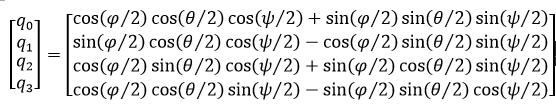 q₀ cos(φ/2) cos(θ/2) cos(ψ/2) + sin(φ/2) sin(θ/2) sin(ψ/2)
q₁ = sin(φ/2) cos(θ/2) cos(ψ/2) − cos(φ/2) sin(θ/2) sin(ψ/2)
q₂ cos(φ/2) sin(θ/2) cos(ψ/2) + sin(φ/2) cos(θ/2) sin(ψ/2)
q₃ cos(φ/2) cos(θ/2) sin(ψ/2) − sin(φ/2) sin(θ/2) cos(ψ/2)